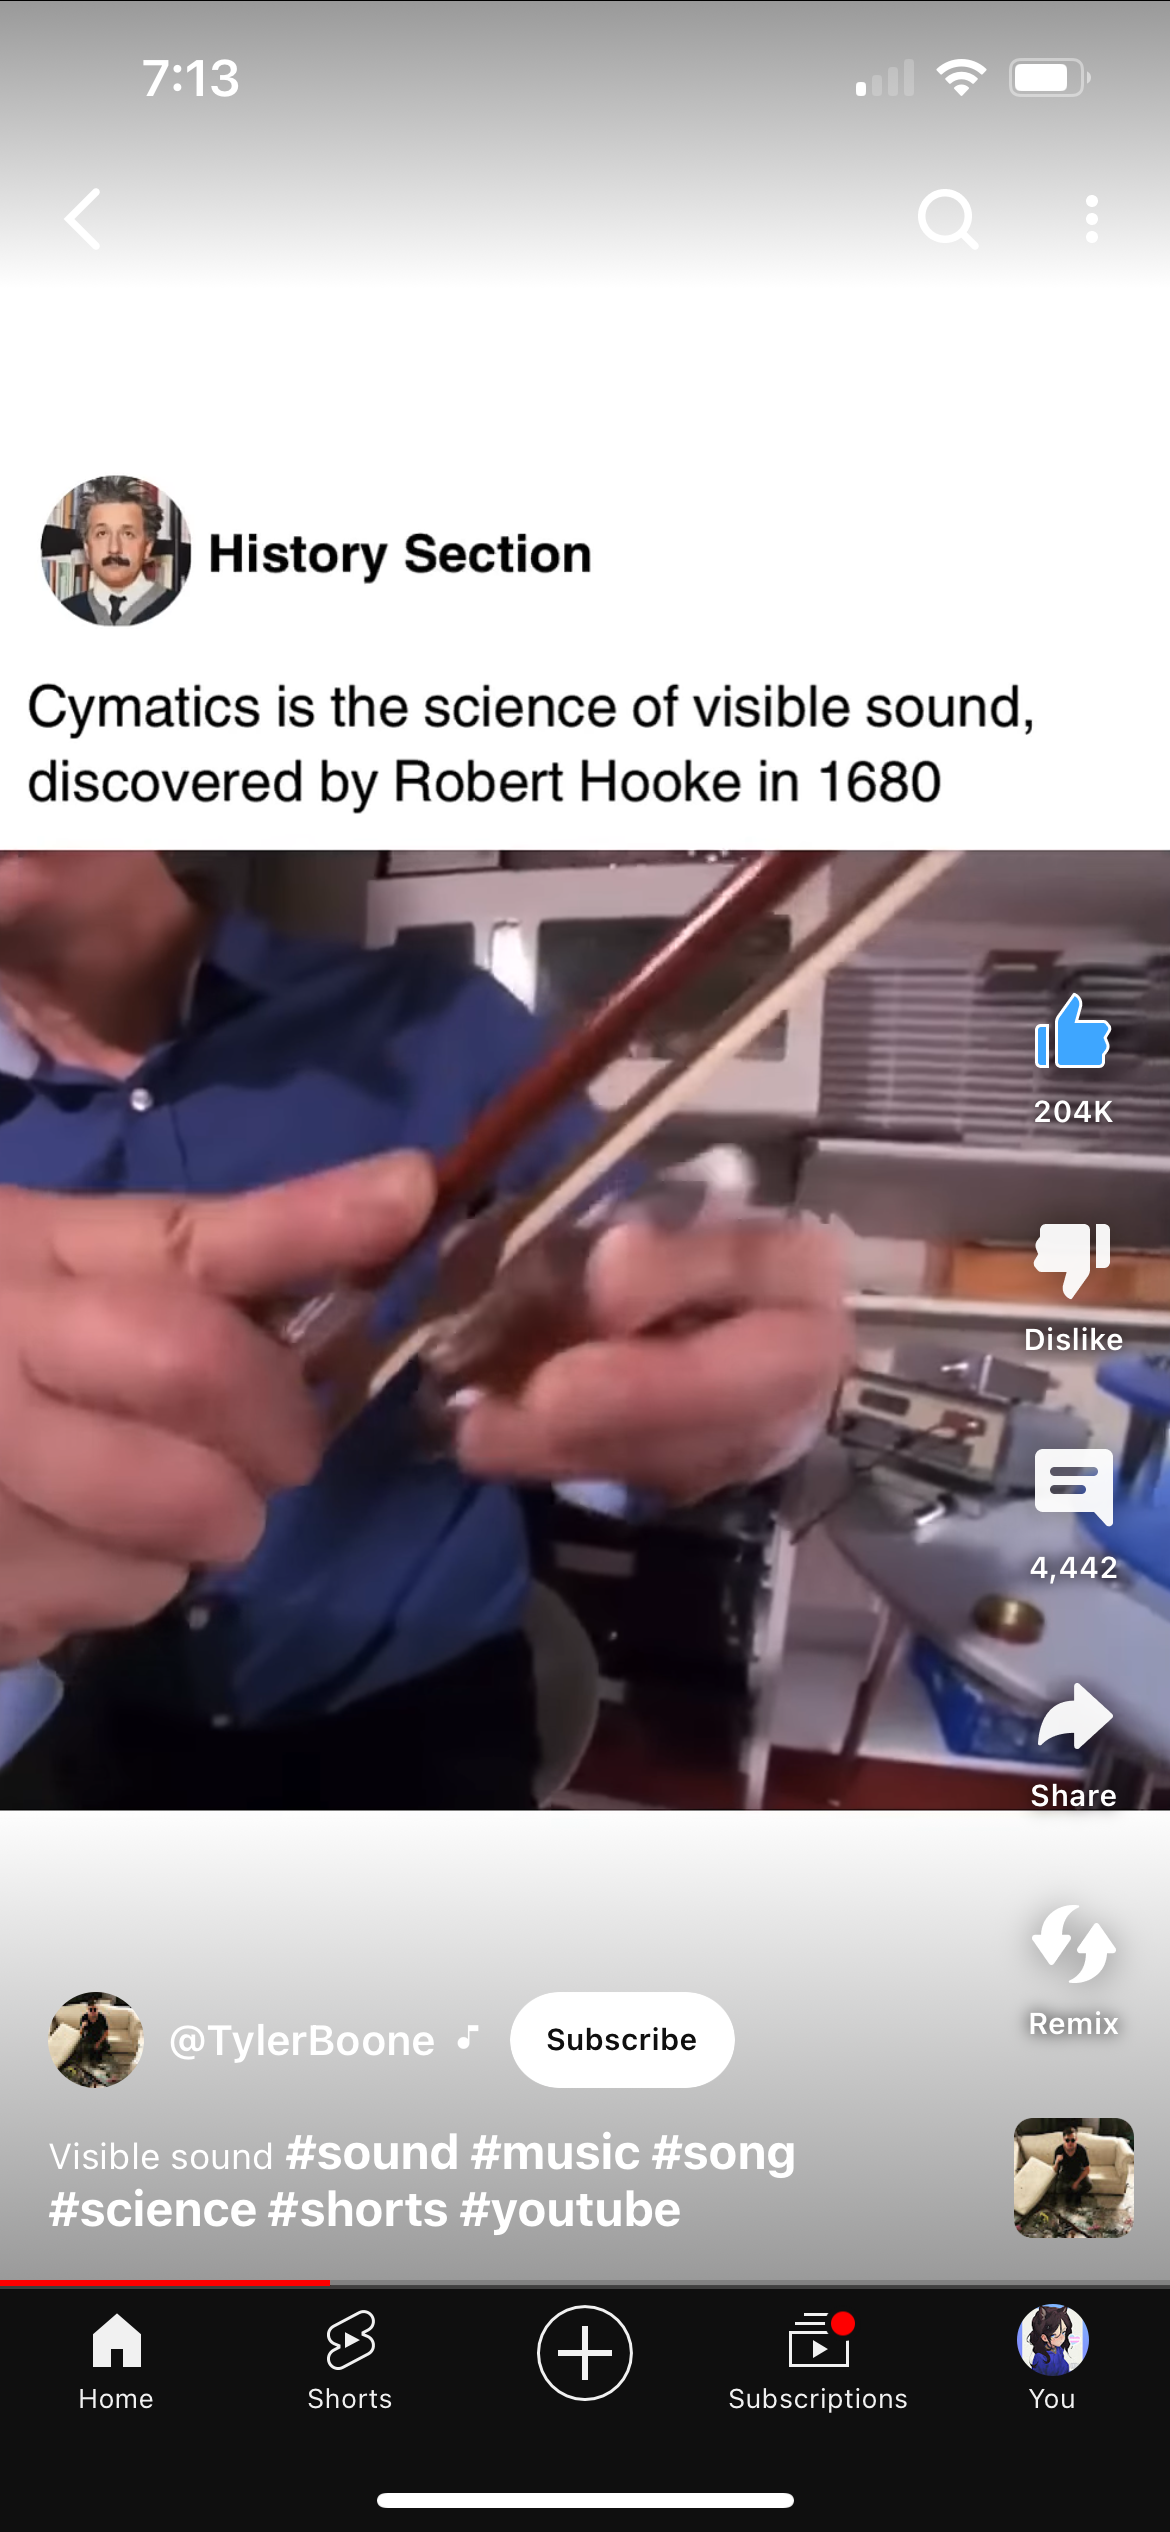 7:13
History Section
Cymatics is the science of visible sound,
discovered by Robert Hooke in 1680
204K
Dislike
4,442
Share
Remix
@TylerBoone
Subscribe
Visible sound #sound #music #song
#science #shorts #youtube
Home
Shorts
Subscriptions
You